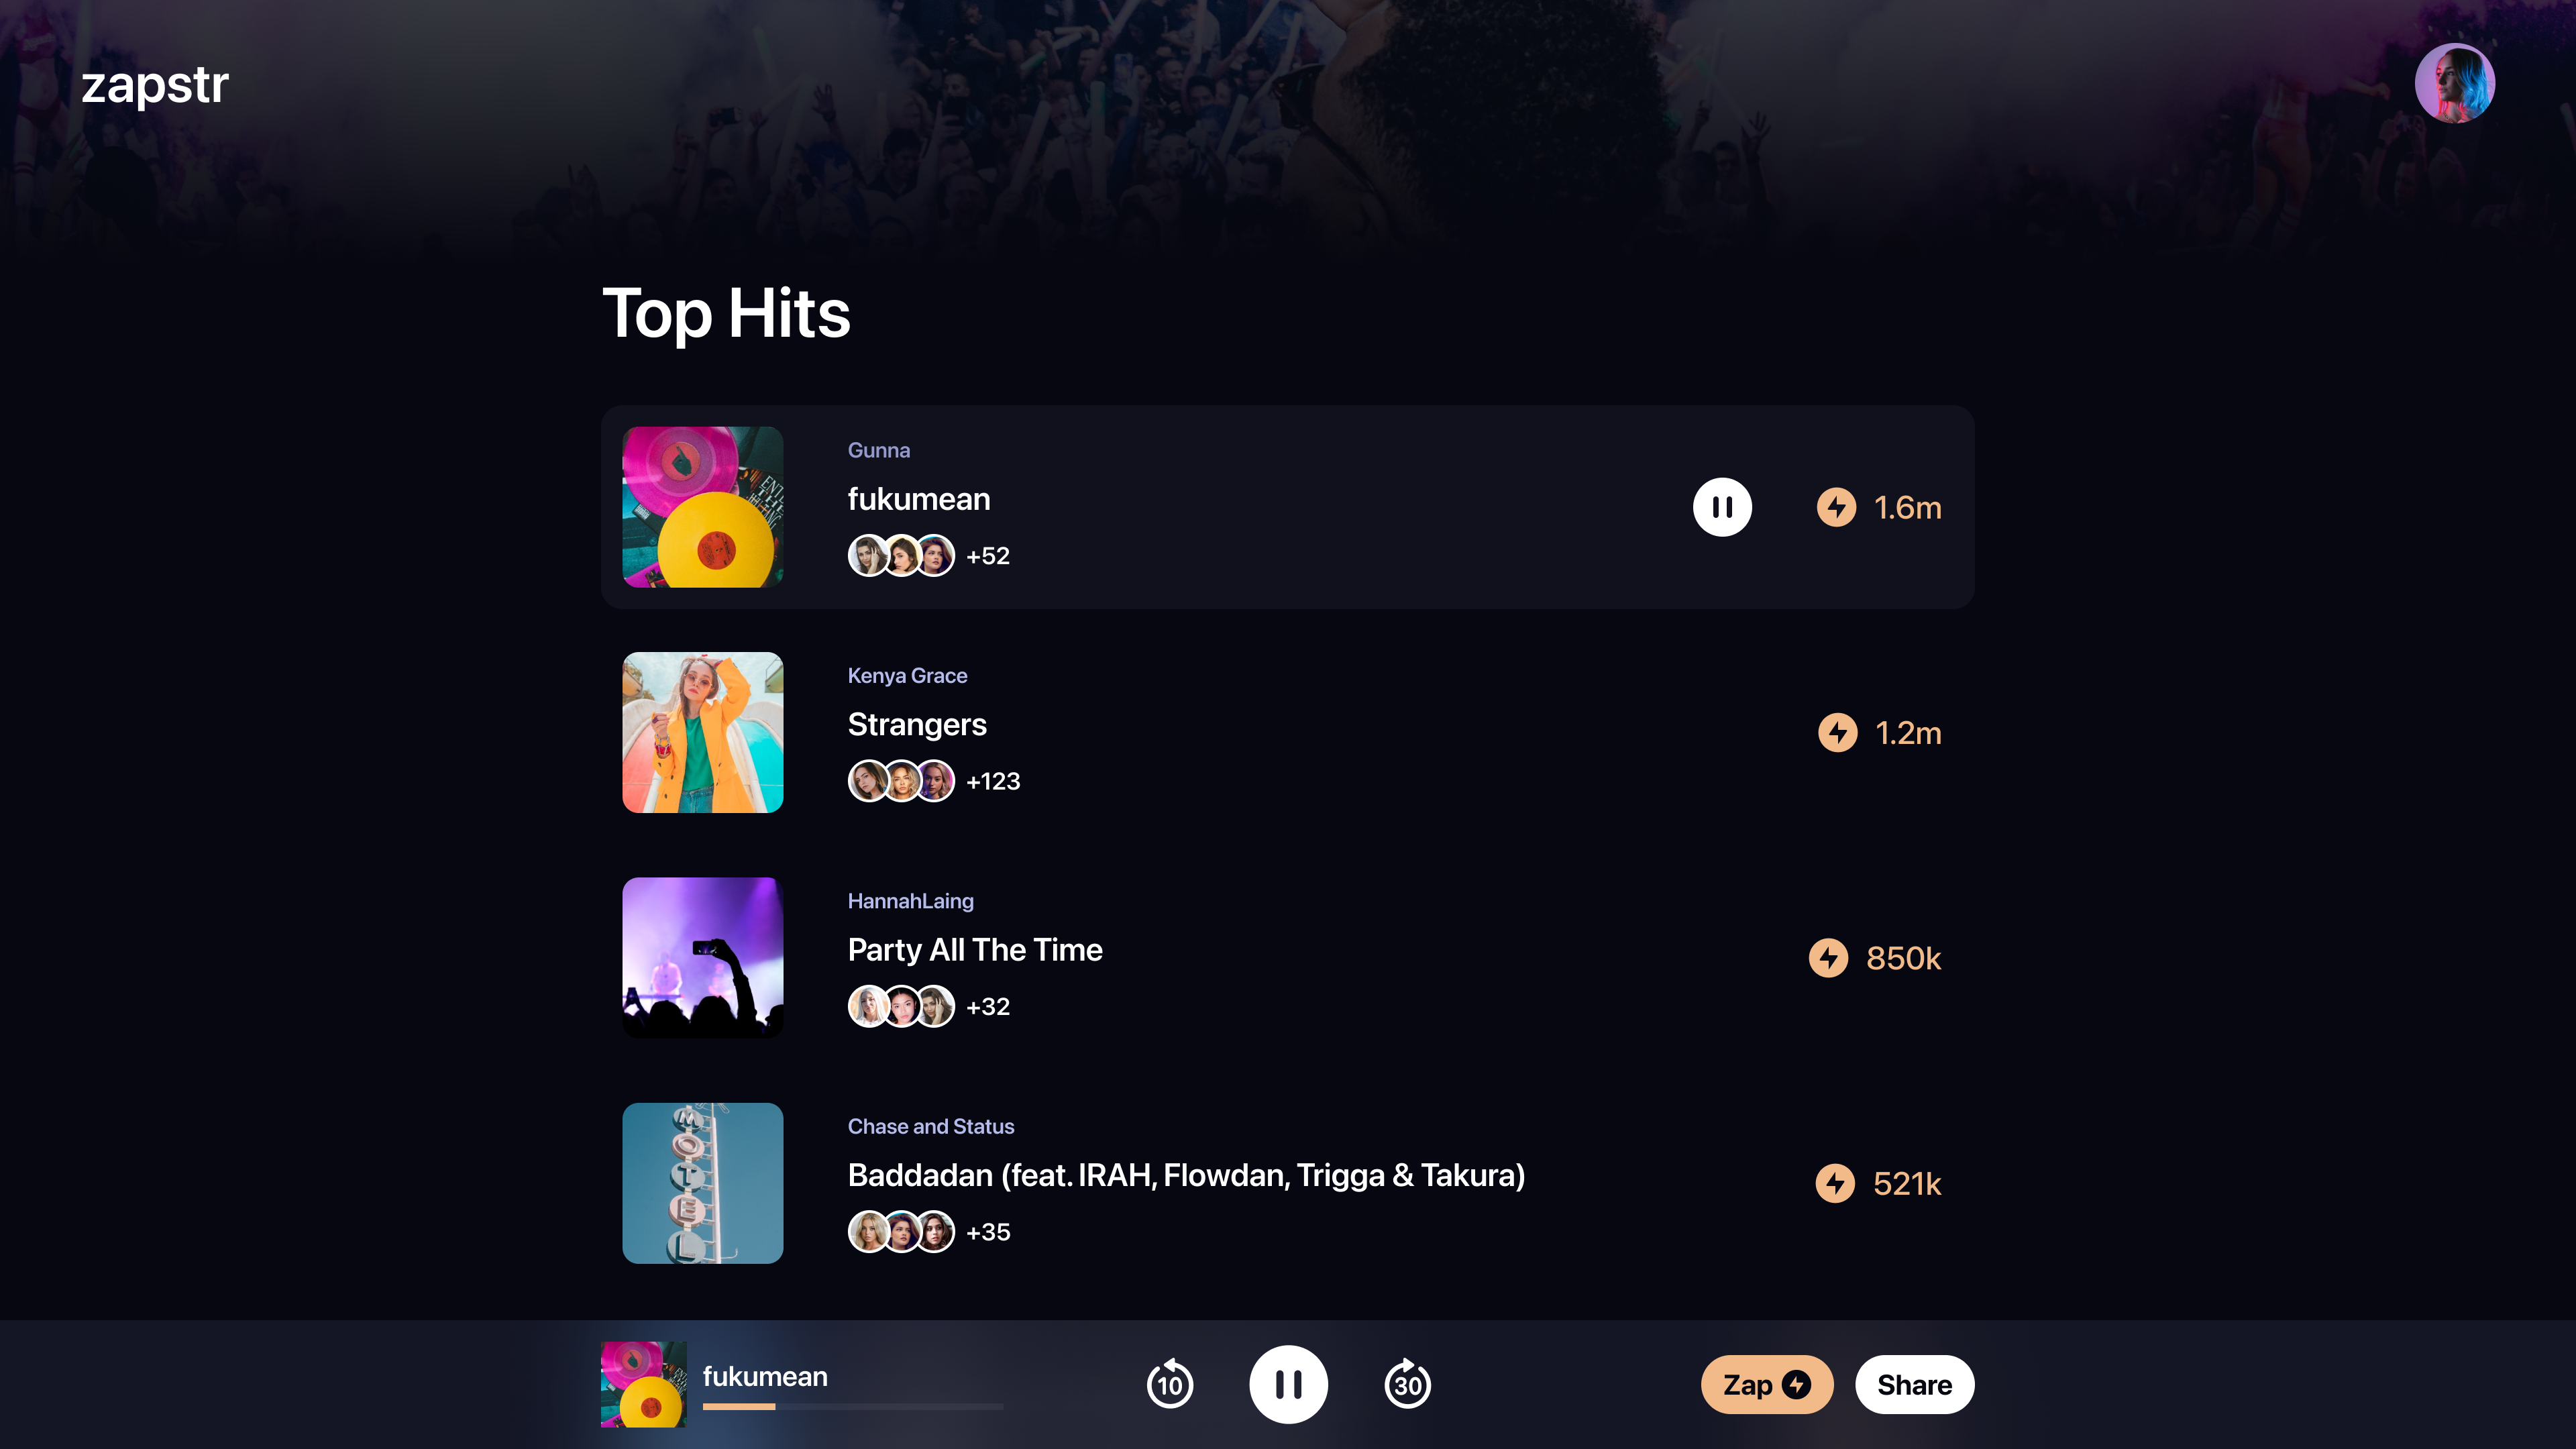 zapstr
Top Hits
Gunna
fukumean
+52
1.6m
Kenya Grace
Strangers
+123
1.2m
HannahLaing
Party All The Time
+32
850k
MOTEL
Chase and Status
Baddadan (feat. IRAH, Flowdan, Trigga & Takura)
+35
521k
fukumean
10
30
Zap
Share